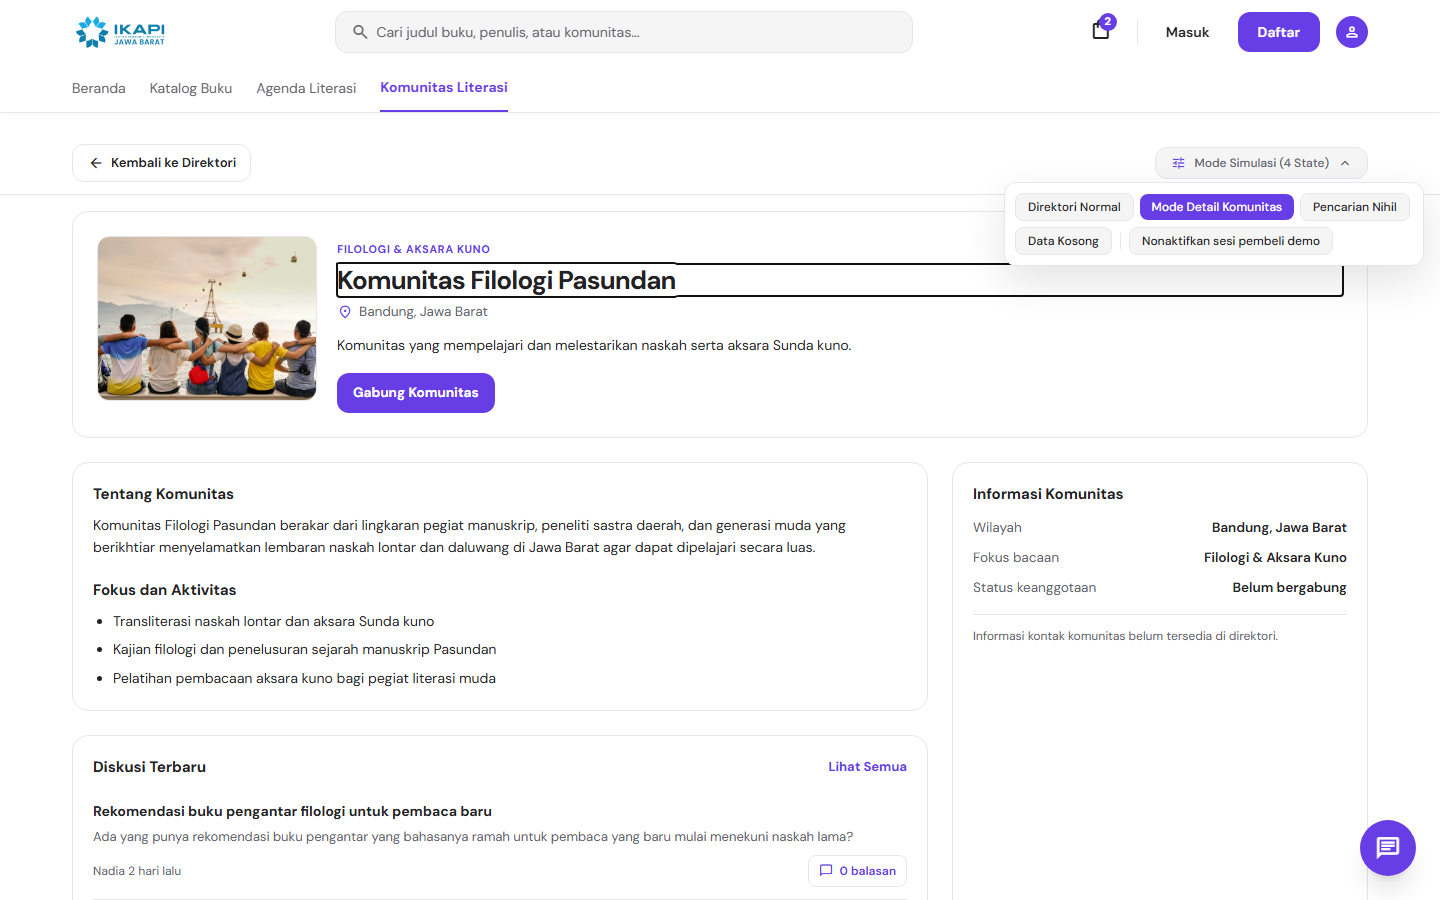 IKAPI
JAWA BARAT
Cari judul buku, penulis, atau komunitas...
2
Masuk
Daftar
Beranda
Katalog Buku
Agenda Literasi
Komunitas Literasi
Kembali ke Direktori
Mode Simulasi (4 State)
Direktori Normal
Mode Detail Komunitas
Pencarian Nihil
Data Kosong
Nonaktifkan sesi pembeli demo
FILOLOGI & AKSARA KUNO
Komunitas Filologi Pasundan
Bandung, Jawa Barat
Komunitas yang mempelajari dan melestarikan naskah serta aksara Sunda kuno.
Gabung Komunitas
Tentang Komunitas
Komunitas Filologi Pasundan berakar dari lingkaran pegiat manuskrip, peneliti sastra daerah, dan generasi muda yang
berikhtiar menyelamatkan lembaran naskah lontar dan daluwang di Jawa Barat agar dapat dipelajari secara luas.
Fokus dan Aktivitas
• Transliterasi naskah lontar dan aksara Sunda kuno
• Kajian filologi dan penelusuran sejarah manuskrip Pasundan
• Pelatihan pembacaan aksara kuno bagi pegiat literasi muda
Informasi Komunitas
Wilayah Bandung, Jawa Barat
Fokus bacaan Filologi & Aksara Kuno
Status keanggotaan Belum bergabung
Informasi kontak komunitas belum tersedia di direktori.
Diskusi Terbaru
Lihat Semua
Rekomendasi buku pengantar filologi untuk pembaca baru
Ada yang punya rekomendasi buku pengantar yang bahasanya ramah untuk pembaca yang baru mulai menekuni naskah lama?
Nadia 2 hari lalu
0 balasan